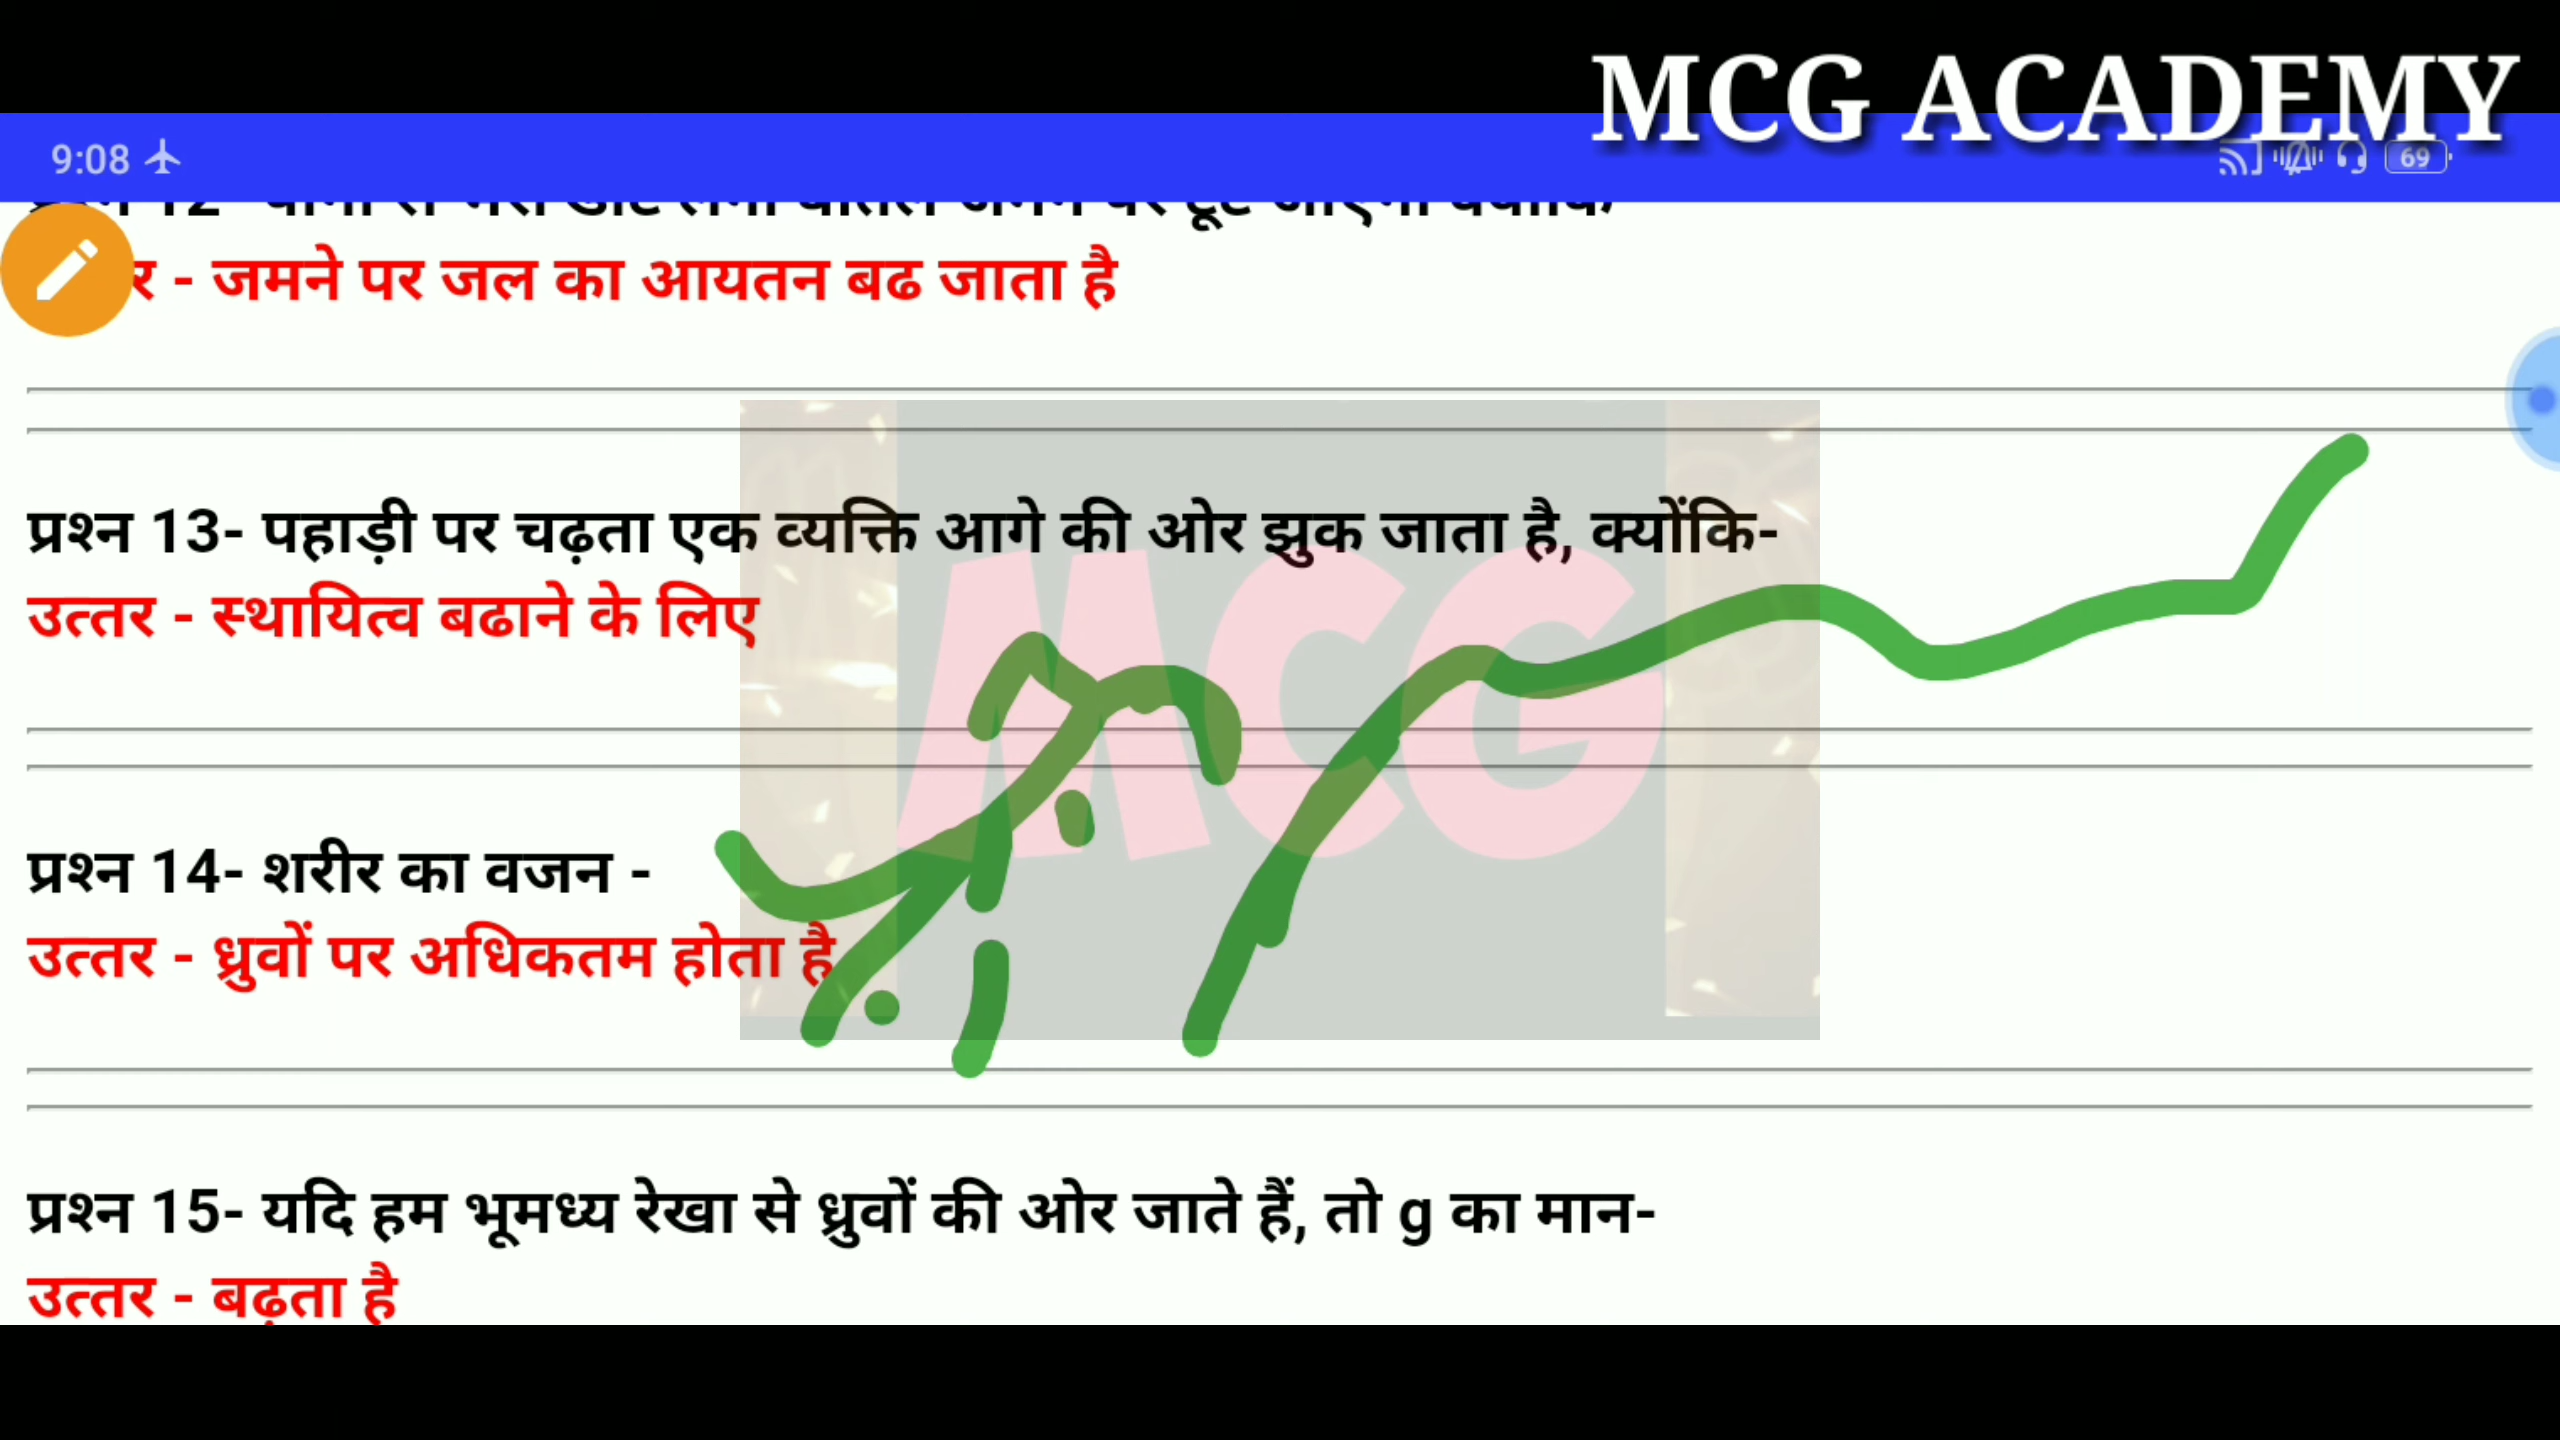 MCG ACADEMY
9:08
69
र - जमने पर जल का आयतन बढ जाता है
प्रश्न 13- पहाड़ी पर चढ़ता एक व्यक्ति आगे की ओर झुक जाता है, क्योंकि-
उत्तर - स्थायित्व बढाने के लिए
MCG
प्रश्न 14- शरीर का वजन -
उत्तर - ध्रुवों पर अधिकतम होता है
प्रश्न 15- यदि हम भूमध्य रेखा से ध्रुवों की ओर जाते हैं, तो g का मान-
उत्तर - बढ़ता है